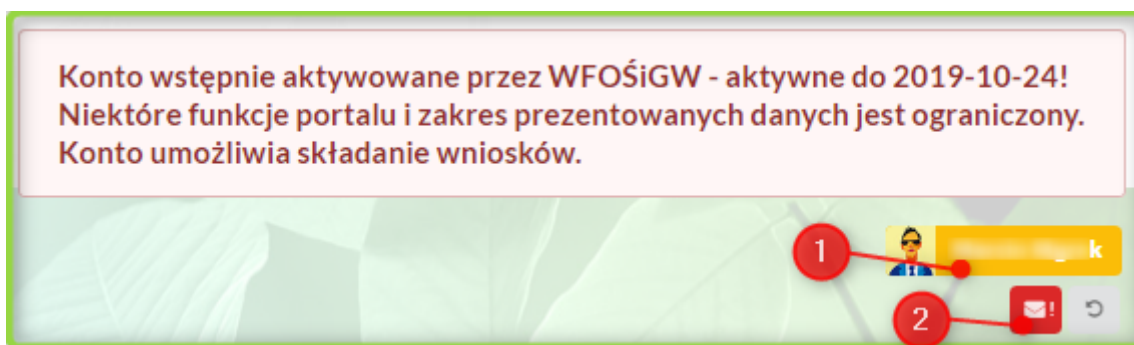 Konto wstępnie aktywowane przez WFOŚiGW - aktywne do 2019-10-24!
Niektóre funkcje portalu i zakres prezentowanych danych jest ograniczony.
Konto umożliwia składanie wniosków.
1
2
!